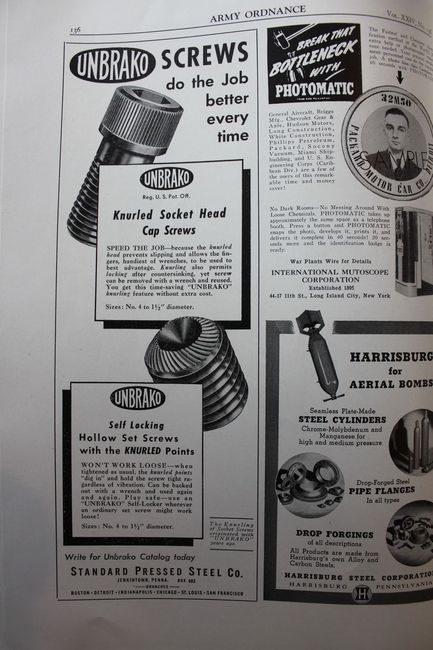 136
ARMY ORDNANCE
Vol. XXIV, No.
UNBRAKO
SCREWS
do the Job
better
every
time
UNBRAKO
Reg. U. S. Pat. Off.
Knurled Socket Head
Cap Screws
SPEED THE JOB—because the knurled
head prevents slipping and allows the fin-
gers, handiest of wrenches, to be used to
best advantage. Knurling also permits
locking after countersinking, yet screw
can be removed with a wrench and reused.
You get this time-saving "UNBRAKO"
knurling feature without extra cost.
Sizes: No. 4 to 1½" diameter.
UNBRAKO
Self Locking
Hollow Set Screws
with the KNURLED Points
WON'T WORK LOOSE—when
tightened as usual, the knurled points
"dig in" and hold the screw tight re-
gardless of vibration. Can be backed
out with a wrench and used again
and again. Play safe—use an
"UNBRAKO" Self-Locker wherever
an ordinary set screw might work
loose!
Sizes: No. 4 to 1½" diameter.
The Knurling
of Socket Screws
originated with
"UNBRAKO"
years ago.
Write for Unbrako Catalog today
STANDARD PRESSED STEEL CO.
JENKINTOWN, PENNA. BOX
BRANCHES
BOSTON · DETROIT · INDIANAPOLIS · CHICAGO · ST. LOUIS · SAN FRANCISCO
BREAK THAT
BOTTLENECK
WITH
PHOTOMATIC
General Aircraft, Briggs
Mfg., Chevrolet Gear &
Axle, Hudson Motors,
Long Construction,
White Construction,
Phillips Petroleum,
Packard, Socony
Vacuum, Miami Ship-
building, and U. S. En-
gineering Corps (Carib-
bean Div.) are a few of
the users of this remark-
able time and money
saver!
32M50
PACKARD MOTOR CAR CO.
No Dark Rooms—No Messing Around With
Loose Chemicals, PHOTOMATIC takes up
approximately the same space as a telephone
booth. Press a button and PHOTOMATIC
snaps the photo, develops it, prints it, and
delivers it complete in 40 seconds! 20 sec-
onds more and the identification badge is
ready.
War Plants Wire for Details
INTERNATIONAL MUTOSCOPE
CORPORATION
Established 1895
44-17 11th St., Long Island City, New York
HARRISBURG
for
AERIAL BOMBS
Seamless Plate-Made
STEEL CYLINDERS
Chrome-Molybdenum and
Manganese for
high and medium pressure
Drop-Forged Steel
PIPE FLANGES
In all types
DROP FORGINGS
of all descriptions
All Products are made from
Harrisburg's own Alloy and
Carbon Steels.
HARRISBURG STEEL CORPORATION
HARRISBURG H PENNSYLVANIA